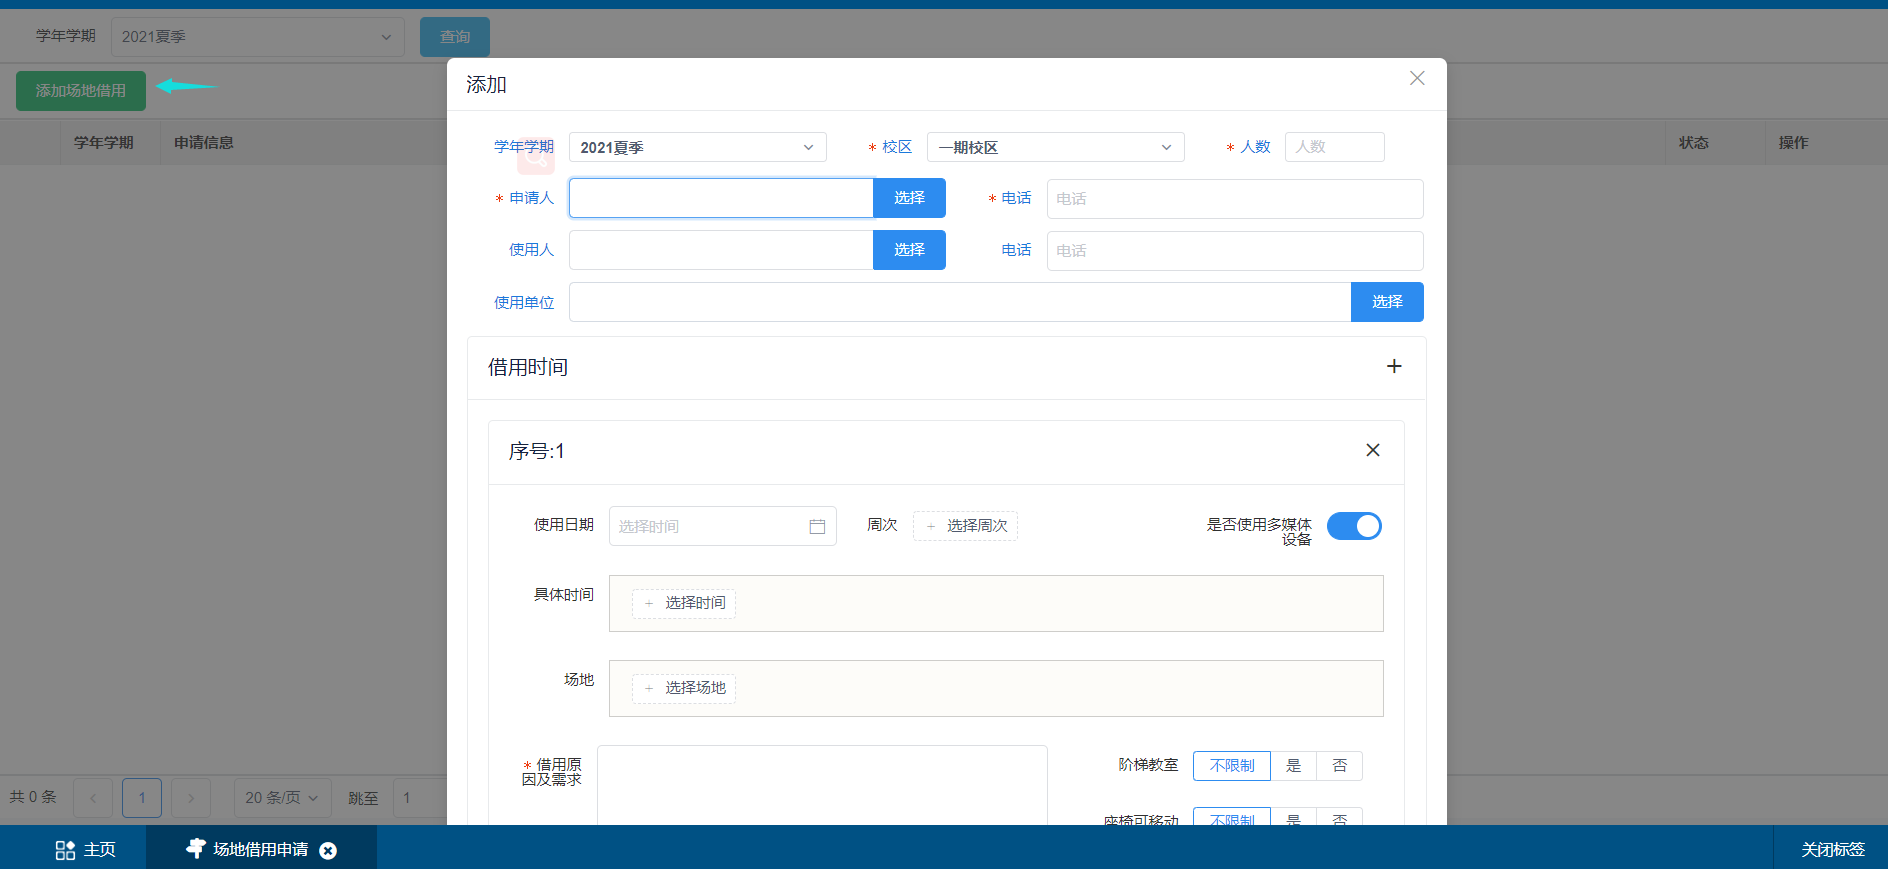 学年学期 2021夏季 查询
添加场地借用
学年学期 申请信息 状态 操作
添加
学年学期 2021夏季 * 校区 一期校区 * 人数 人数
* 申请人 选择 * 电话 电话
使用人 选择 电话 电话
使用单位 选择
借用时间
序号:1
使用日期 选择时间 周次 + 选择周次 是否使用多媒体
设备
具体时间 + 选择时间
场地 + 选择场地
* 借用原
因及需求
阶梯教室 不限制 是 否
座椅可移动 不限制 是 否
共 0 条 1 20 条/页 跳至 1
主页 场地借用申请 关闭标签